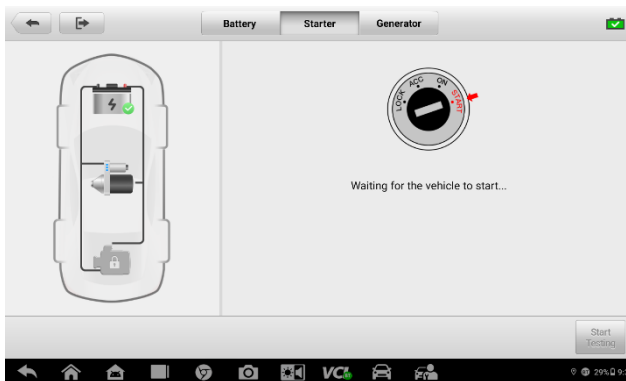 Battery
Starter
Generator
LOCK
ACC
ON
START
Waiting for the vehicle to start...
Start
Testing
VCI
29%